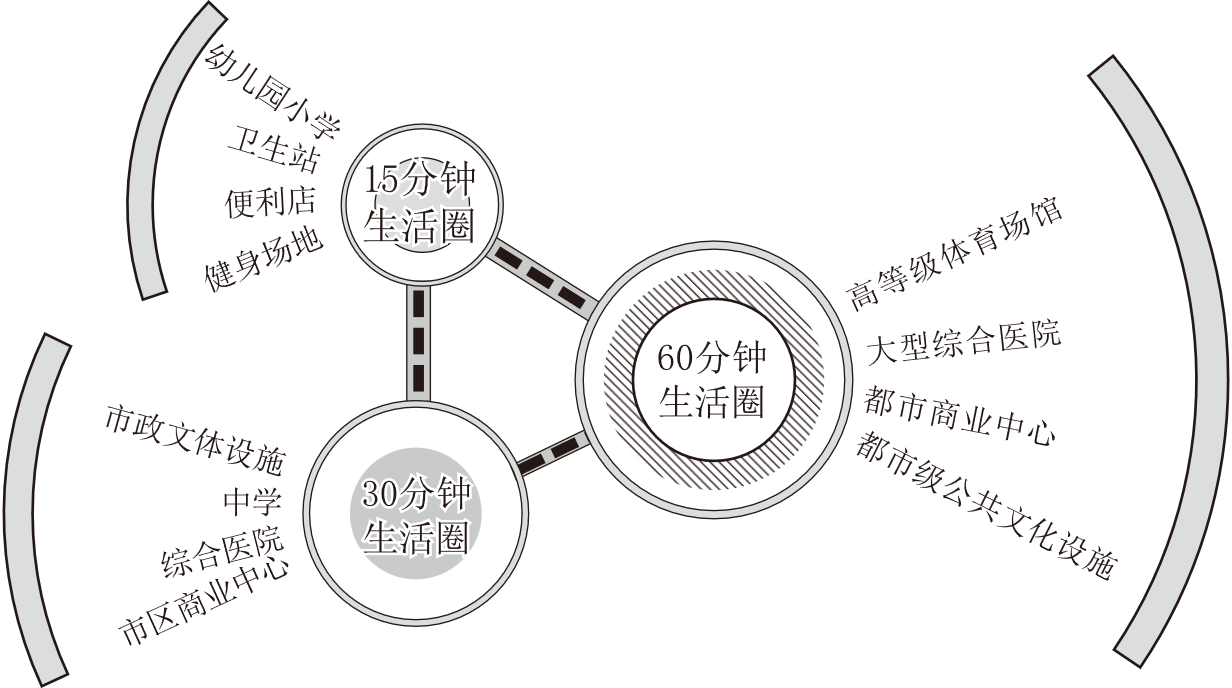 幼儿园小学
卫生站
便利店
健身场地
15分钟
生活圈
高等级体育场馆
大型综合医院
都市商业中心
都市级公共文化设施
60分钟
生活圈
市政文体设施
中学
综合医院
市区商业中心
30分钟
生活圈